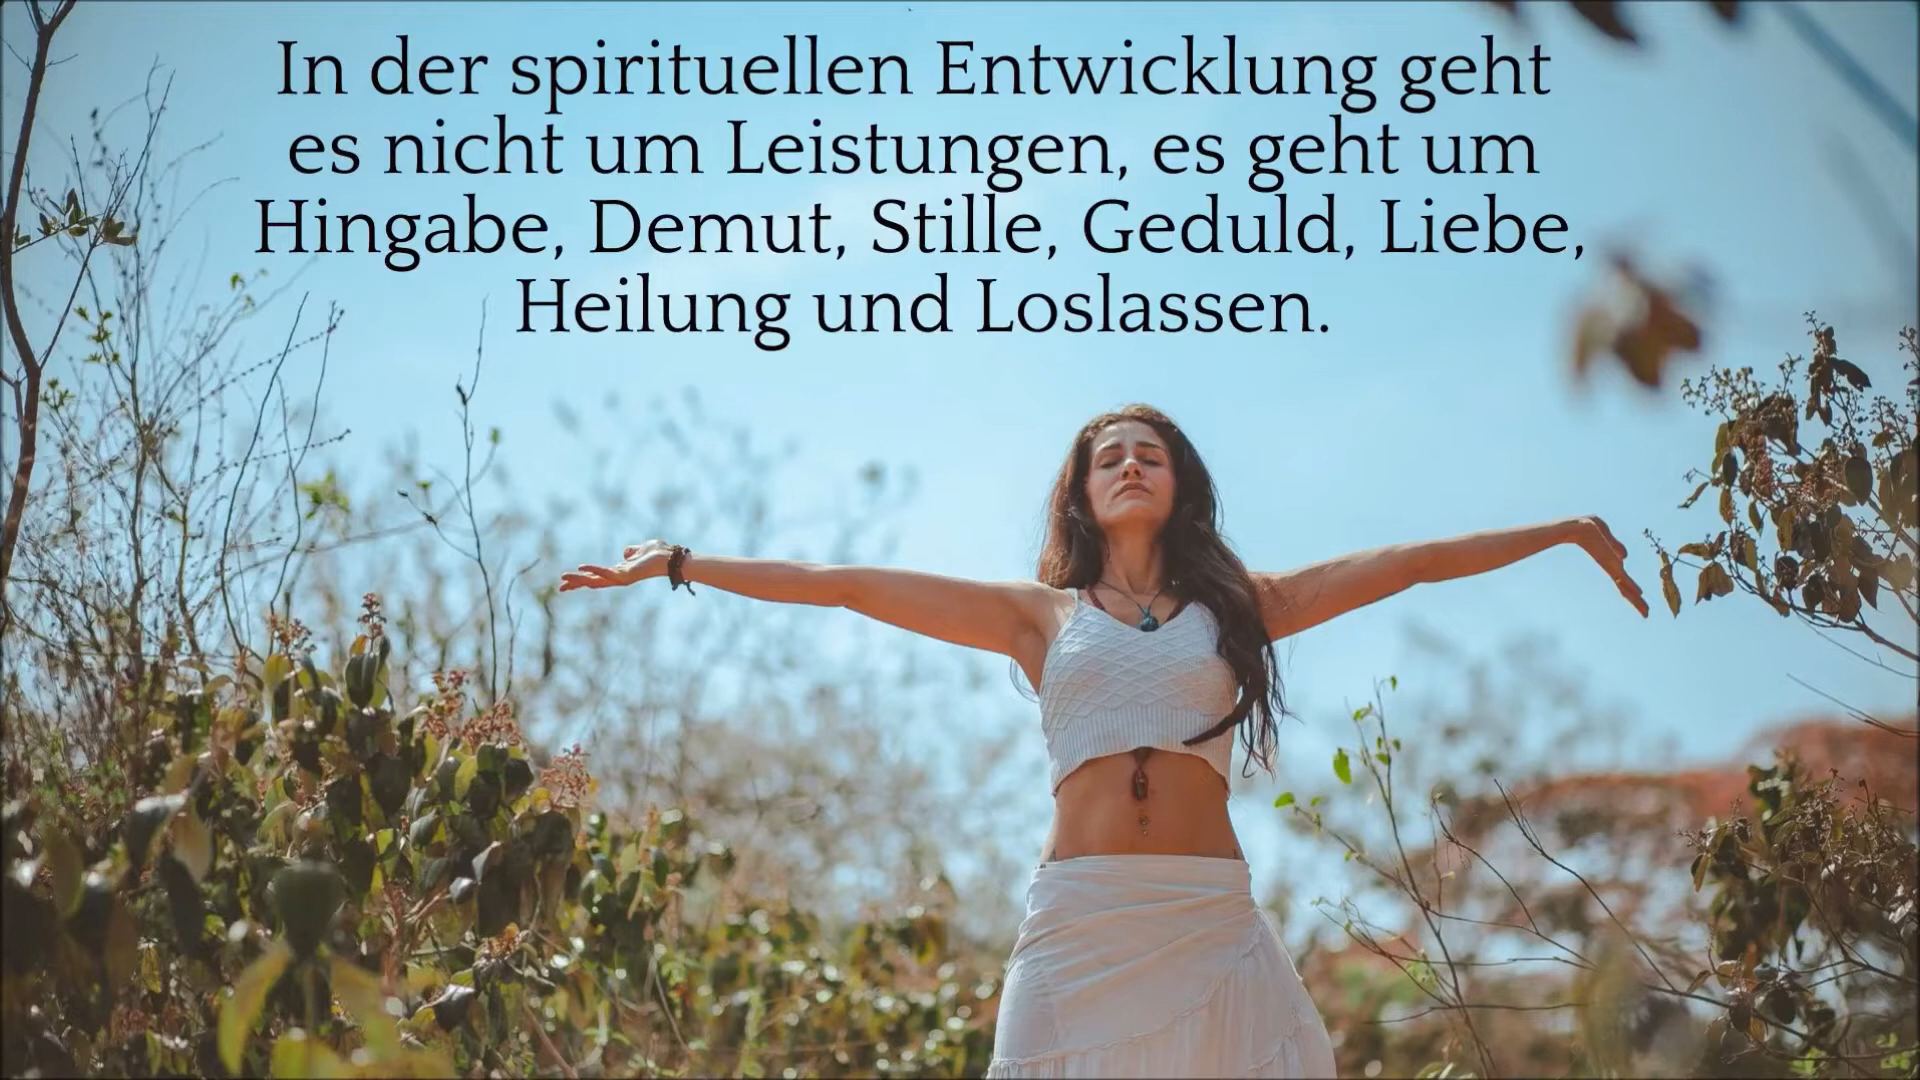 In der spirituellen Entwicklung geht
es nicht um Leistungen, es geht um
Hingabe, Demut, Stille, Geduld, Liebe,
Heilung und Loslassen.